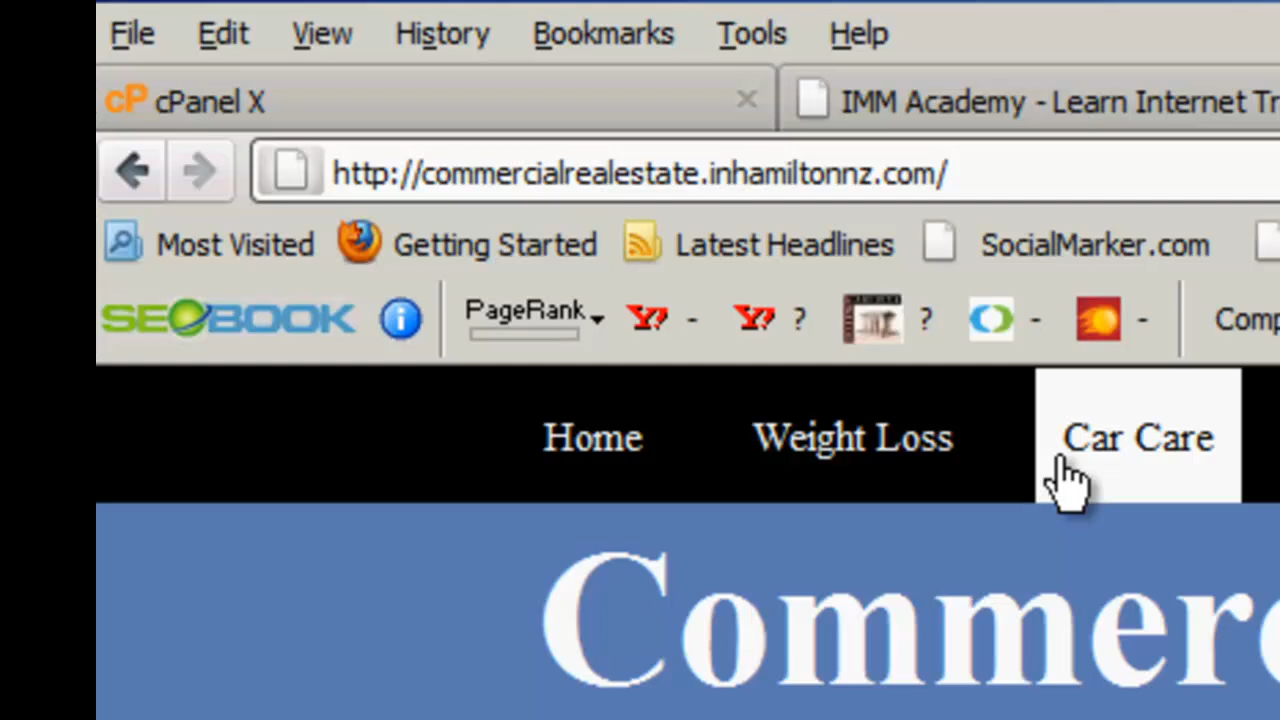 File Edit View History Bookmarks Tools Help
cP cPanel X IMM Academy - Learn Internet Tr
http://commercialrealestate.inhamiltonnz.com/
Most Visited Getting Started Latest Headlines SocialMarker.com
SEOBOOK i PageRank Y? - Y? ? ? - - Comp
Home Weight Loss Car Care
Commerc